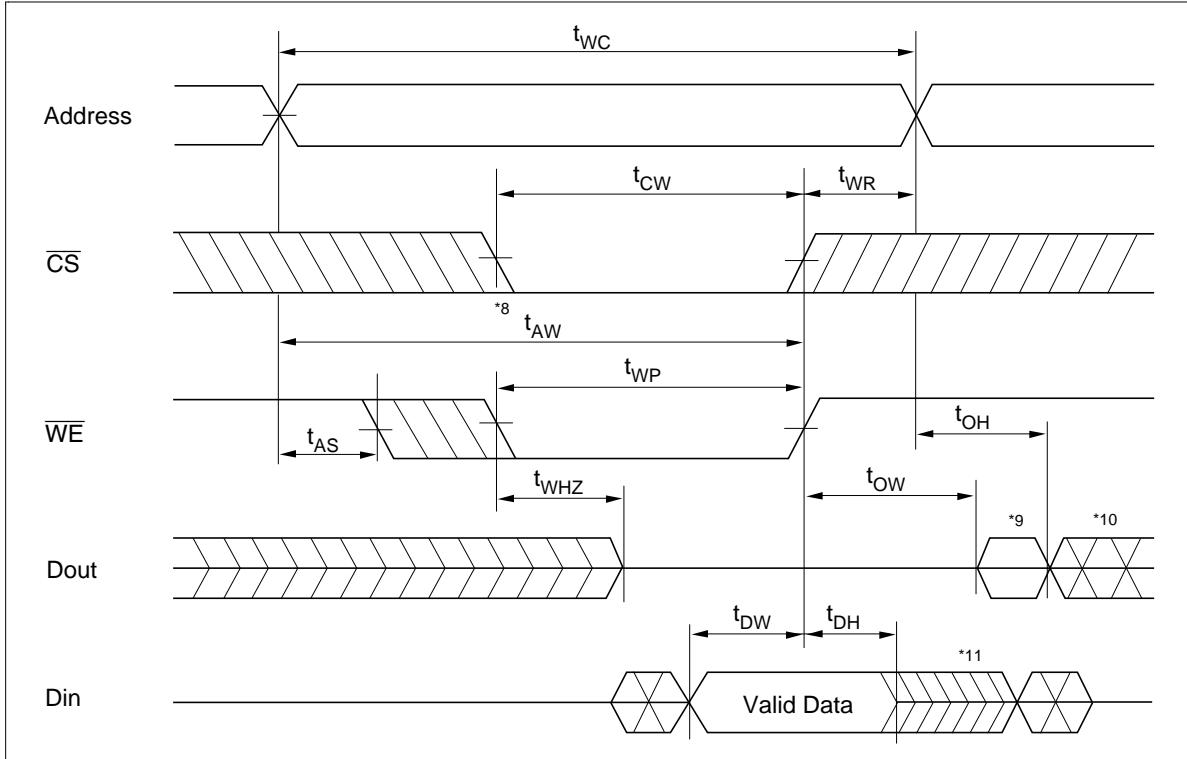 tWC
Address
tCW
tWR
CS
*8
tAW
tWP
WE
tAS
tOH
tWHZ
tOW
*9
*10
Dout
tDW
tDH
*11
Din
Valid Data